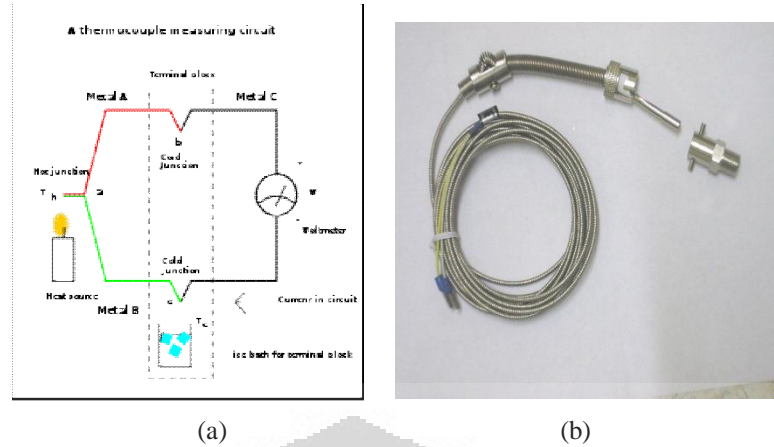 A thermocouple measuring circuit
Terminal block
Metal A
Metal C
b
Cold
Junction
Hot junction
T h
a
V
Voltmeter
Cold
Junction
c
Heat source
Metal B
Current in circuit
T c
ice bath for terminal block
(a)
(b)